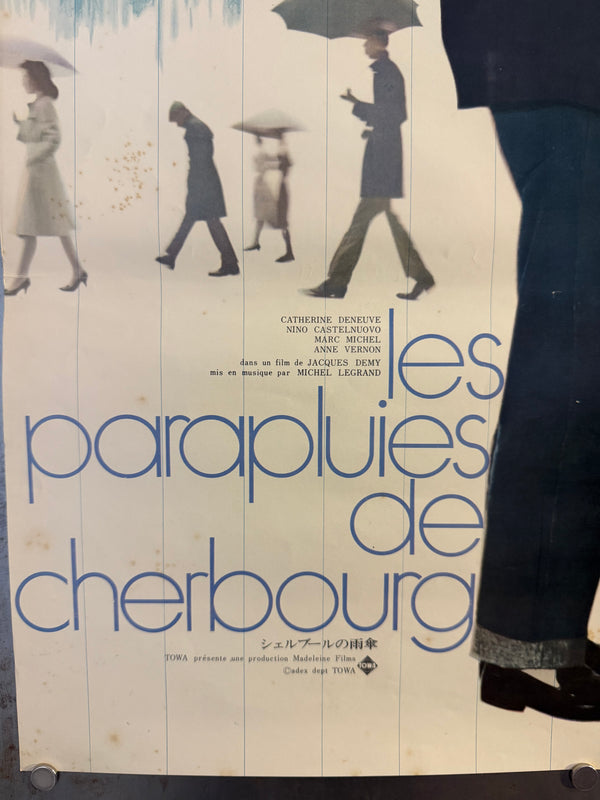 CATHERINE DENEUVE
NINO CASTELNUOVO
MARC MICHEL
ANNE VERNON
dans un film de JACQUES DEMY
mis en musique par MICHEL LEGRAND
les
parapluies
de
cherbourg
シェルブールの雨傘
TOWA présente une production Madeleine Films
©adex dept TOWA
TOWA